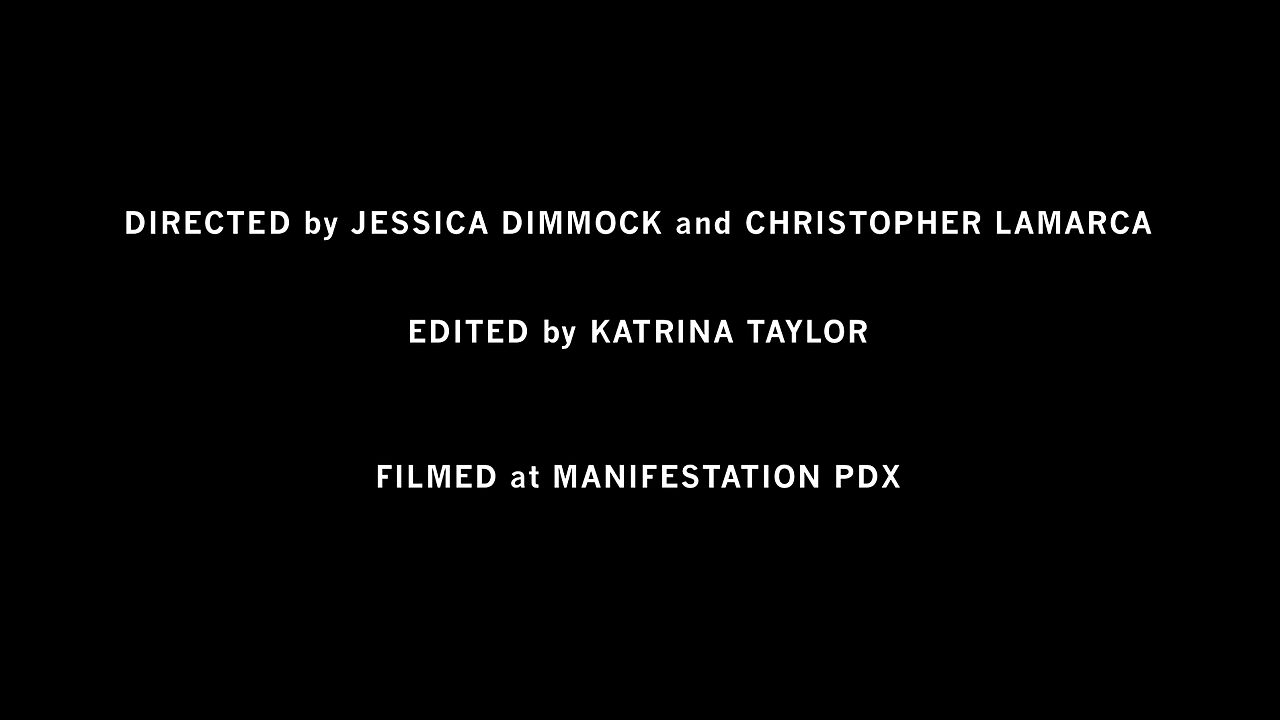 DIRECTED by JESSICA DIMMOCK and CHRISTOPHER LAMARCA
EDITED by KATRINA TAYLOR
FILMED at MANIFESTATION PDX